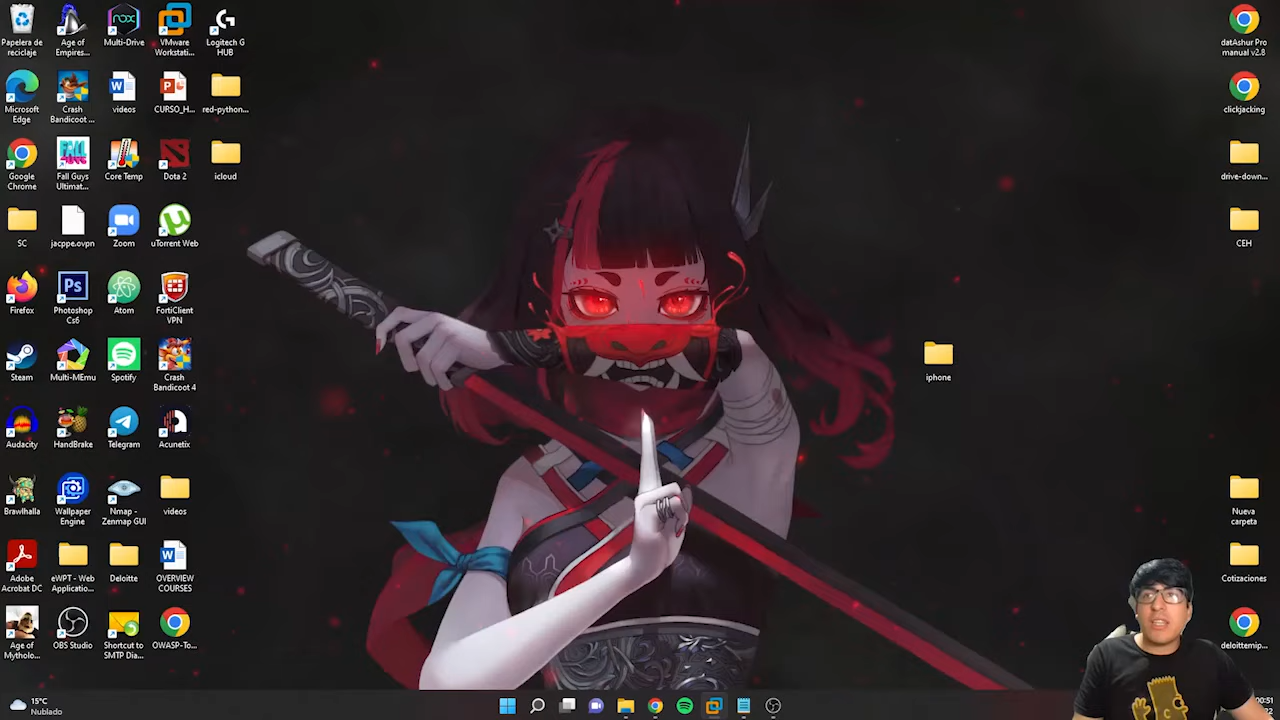 Papelera de
reciclaje
Age of
Empires...
Multi-Drive
VMware
Workstati...
Logitech G
HUB
Microsoft
Edge
Crash
Bandicoot ...
videos
CURSO_H...
red-python...
Google
Chrome
Fall Guys
Ultimat...
Core Temp
Dota 2
icloud
SC
jacppe.ovpn
Zoom
uTorrent Web
Firefox
Photoshop
Cs6
Atom
FortiClient
VPN
Steam
Multi-MEmu
Spotify
Crash
Bandicoot 4
Audacity
HandBrake
Telegram
Acunetix
Brawlhalla
Wallpaper
Engine
Nmap -
Zenmap GUI
videos
Adobe
Acrobat DC
eWPT - Web
Applicatio...
Deloitte
OVERVIEW
COURSES
Age of
Mytholo...
OBS Studio
Shortcut to
SMTP Dia...
OWASP-To...
iphone
datAshur Pro
manual v2.8
clickjacking
drive-down...
CEH
Nueva
carpeta
Cotizaciones
deloittemip...
15°C
Nublado